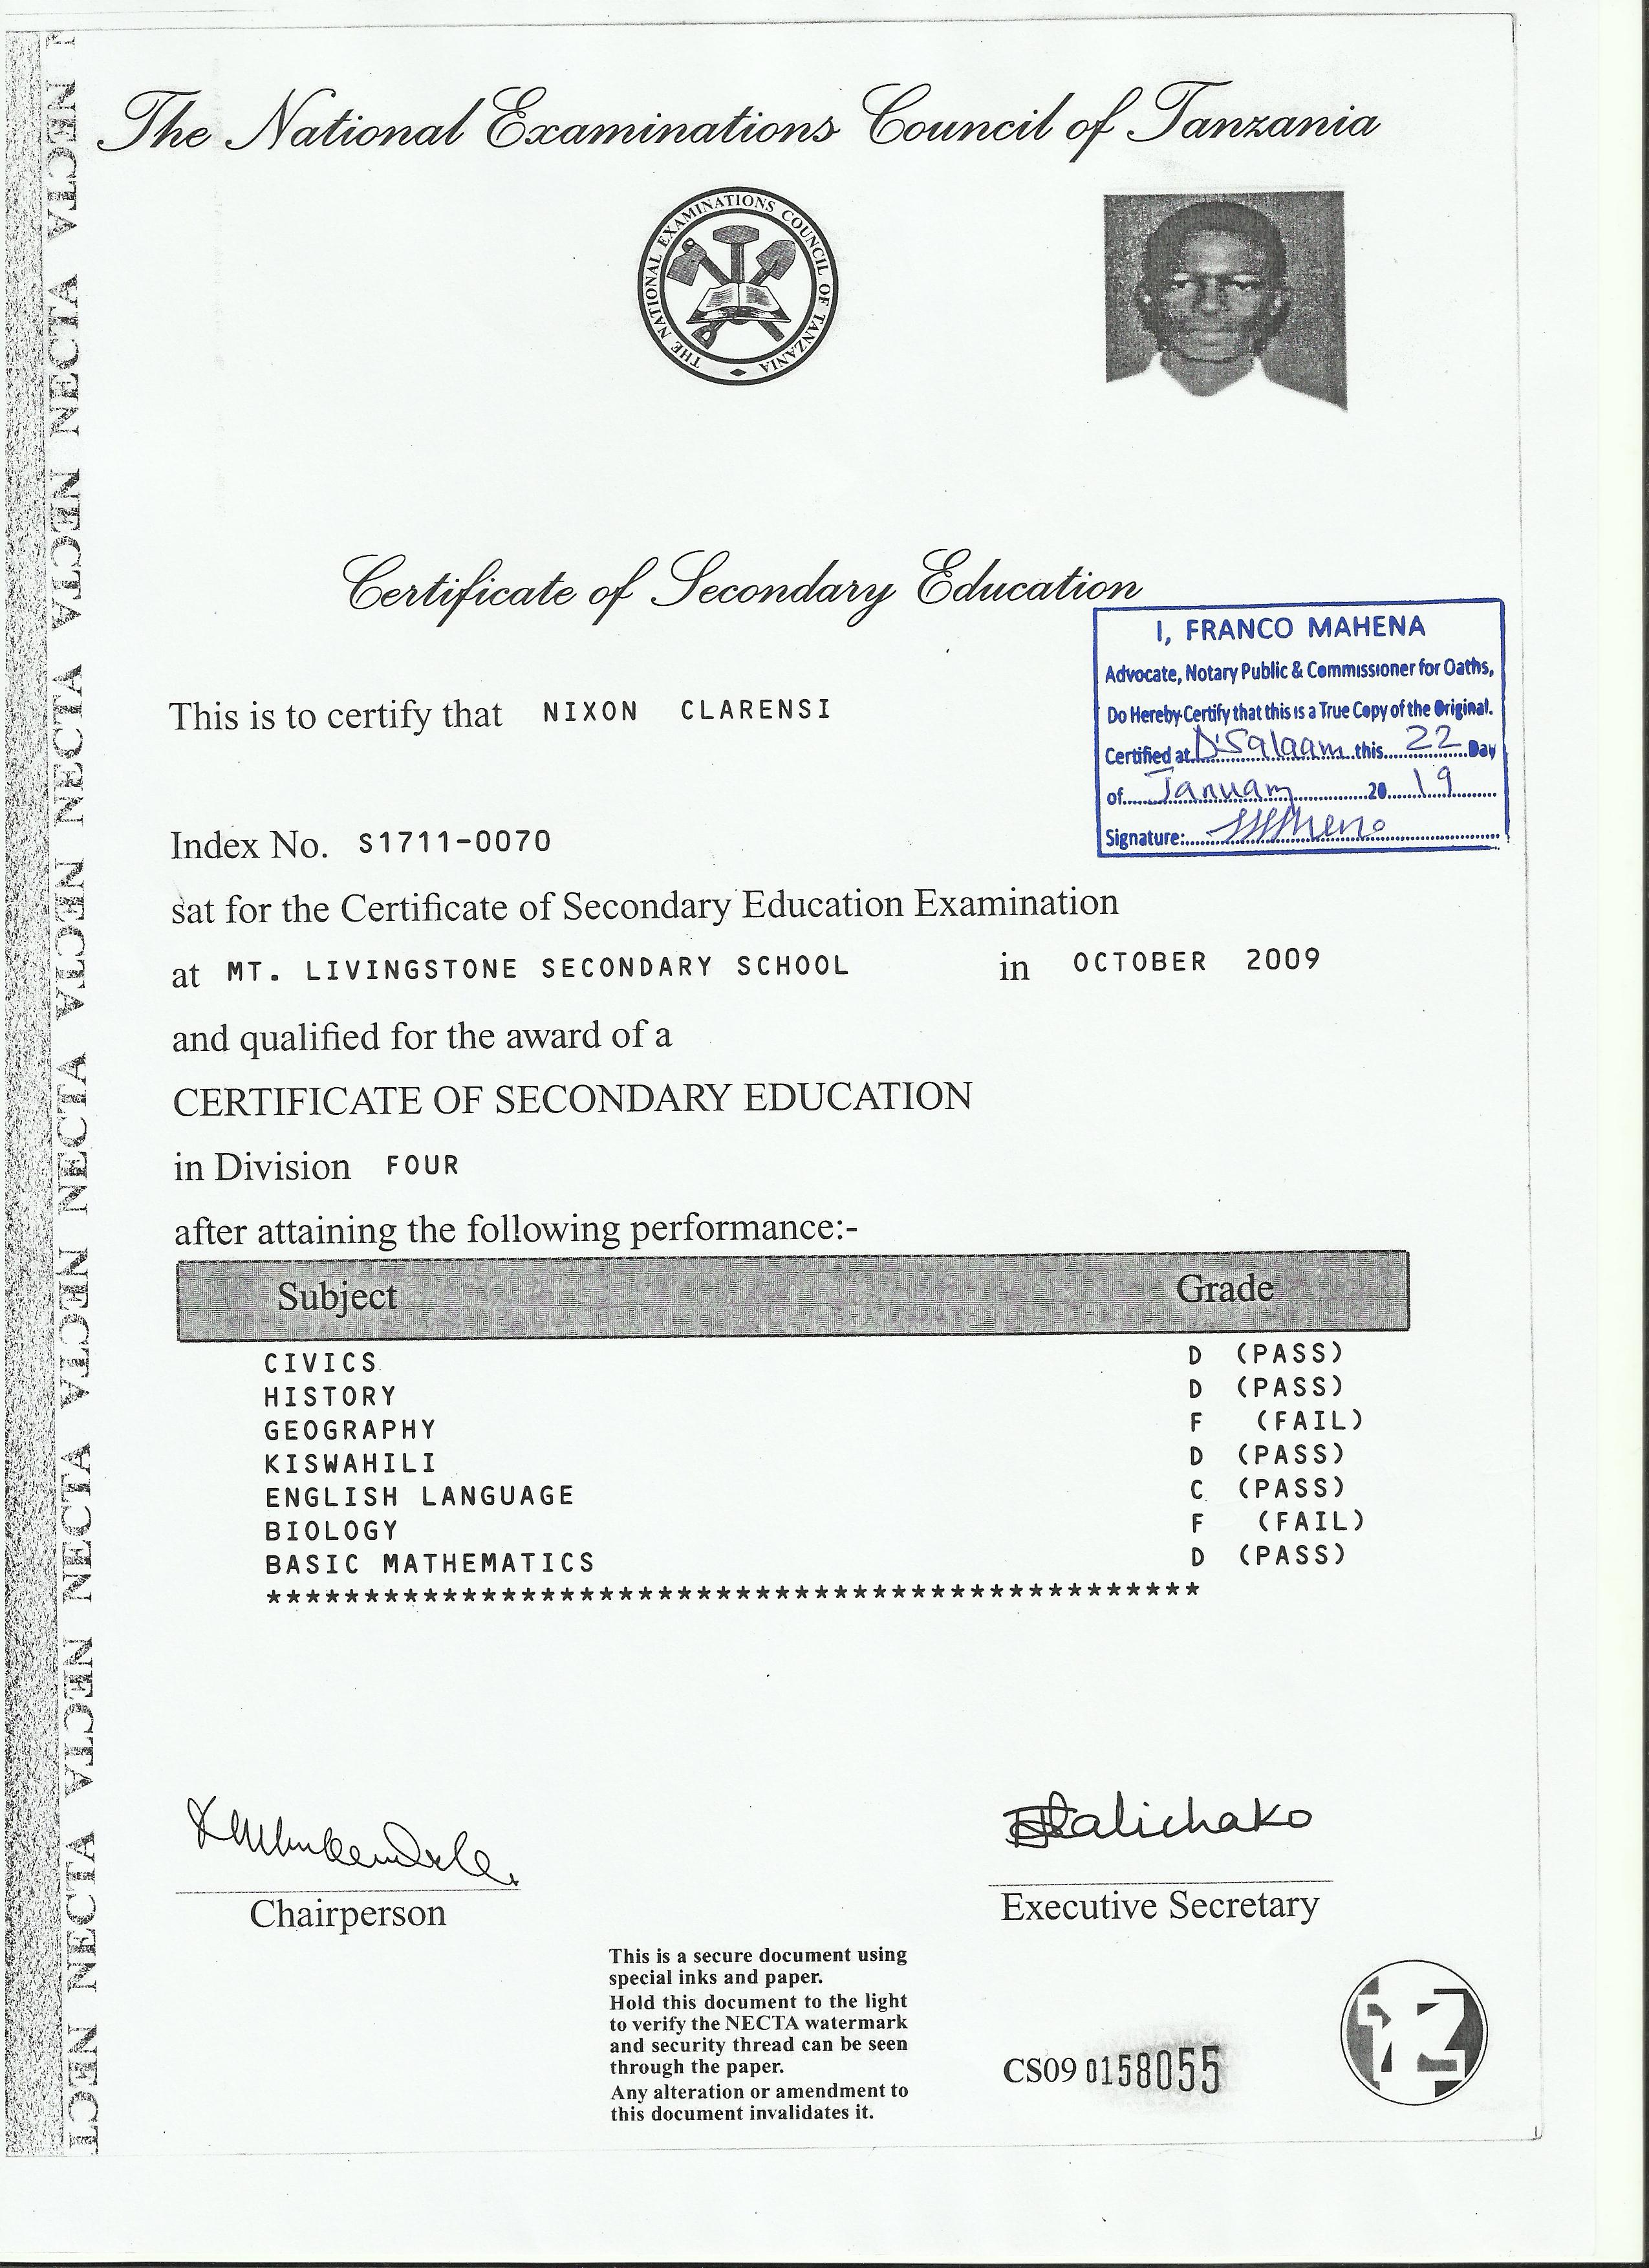 The National Examinations Council of Tanzania
THE NATIONAL EXAMINATIONS COUNCIL OF TANZANIA
Certificate of Secondary Education
I, FRANCO MAHENA
Advocate, Notary Public & Commissioner for Oaths,
Do Hereby Certify that this is a True Copy of the Original.
Certified at D'Salaam this 22 Day
of January 2019
Signature:
This is to certify that NIXON CLARENSI
Index No. S1711-0070
sat for the Certificate of Secondary Education Examination
at MT. LIVINGSTONE SECONDARY SCHOOL in OCTOBER 2009
and qualified for the award of a
CERTIFICATE OF SECONDARY EDUCATION
in Division FOUR
after attaining the following performance:-
Subject Grade
CIVICS D (PASS)
HISTORY D (PASS)
GEOGRAPHY F (FAIL)
KISWAHILI D (PASS)
ENGLISH LANGUAGE C (PASS)
BIOLOGY F (FAIL)
BASIC MATHEMATICS D (PASS)
************************************************
Chairperson
Executive Secretary
This is a secure document using
special inks and paper.
Hold this document to the light
to verify the NECTA watermark
and security thread can be seen
through the paper.
Any alteration or amendment to
this document invalidates it.
CS09 0158055
NECTA NECTA NECTA NECTA NECTA NECTA NECTA NECTA NECTA NECTA